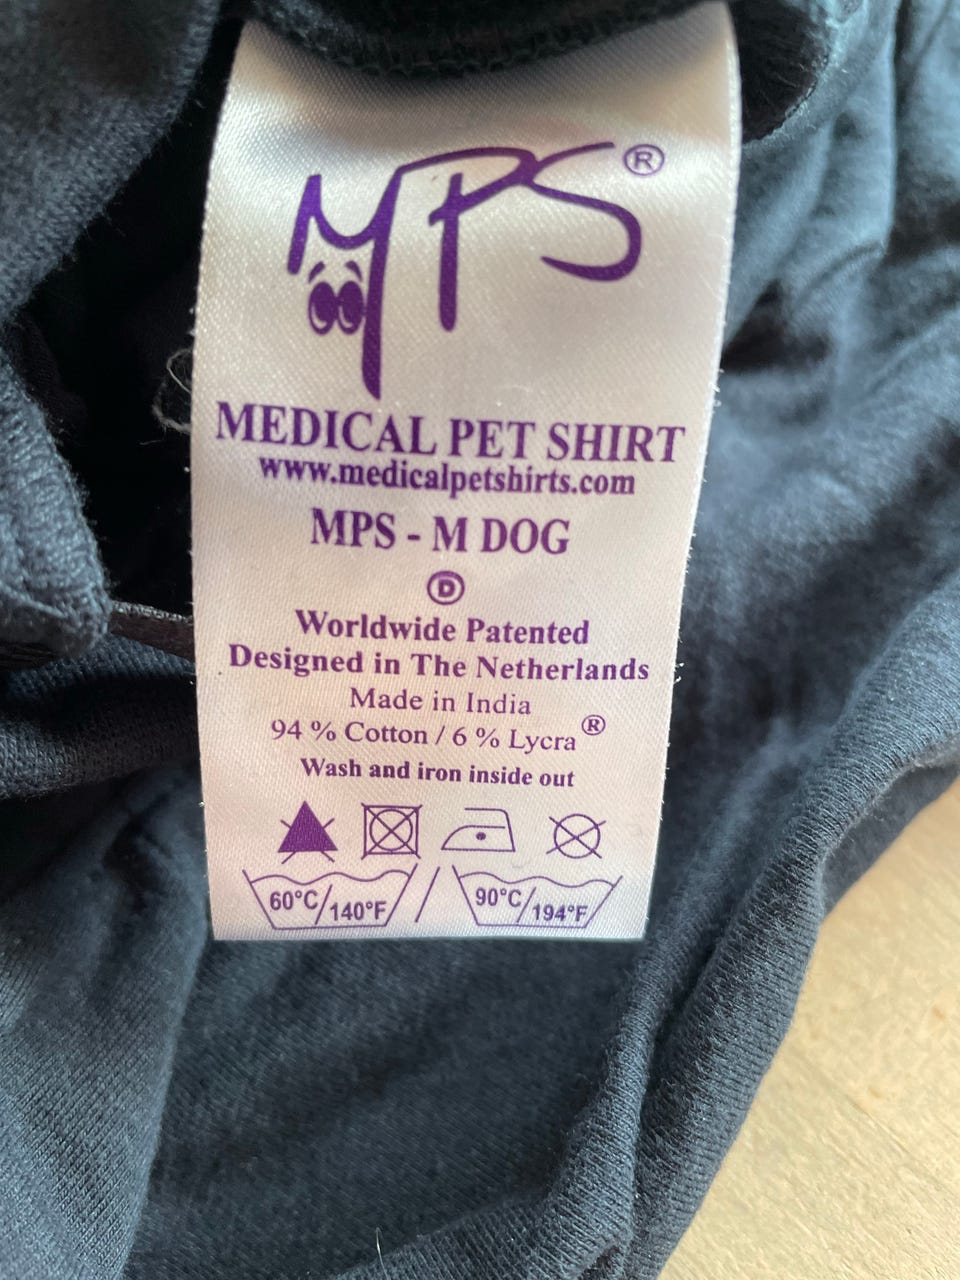 MPS®
MEDICAL PET SHIRT
www.medicalpetshirts.com
MPS - M DOG
Ⓓ
Worldwide Patented
Designed in The Netherlands
Made in India
94 % Cotton / 6 % Lycra ®
Wash and iron inside out
60°C/140°F / 90°C/194°F